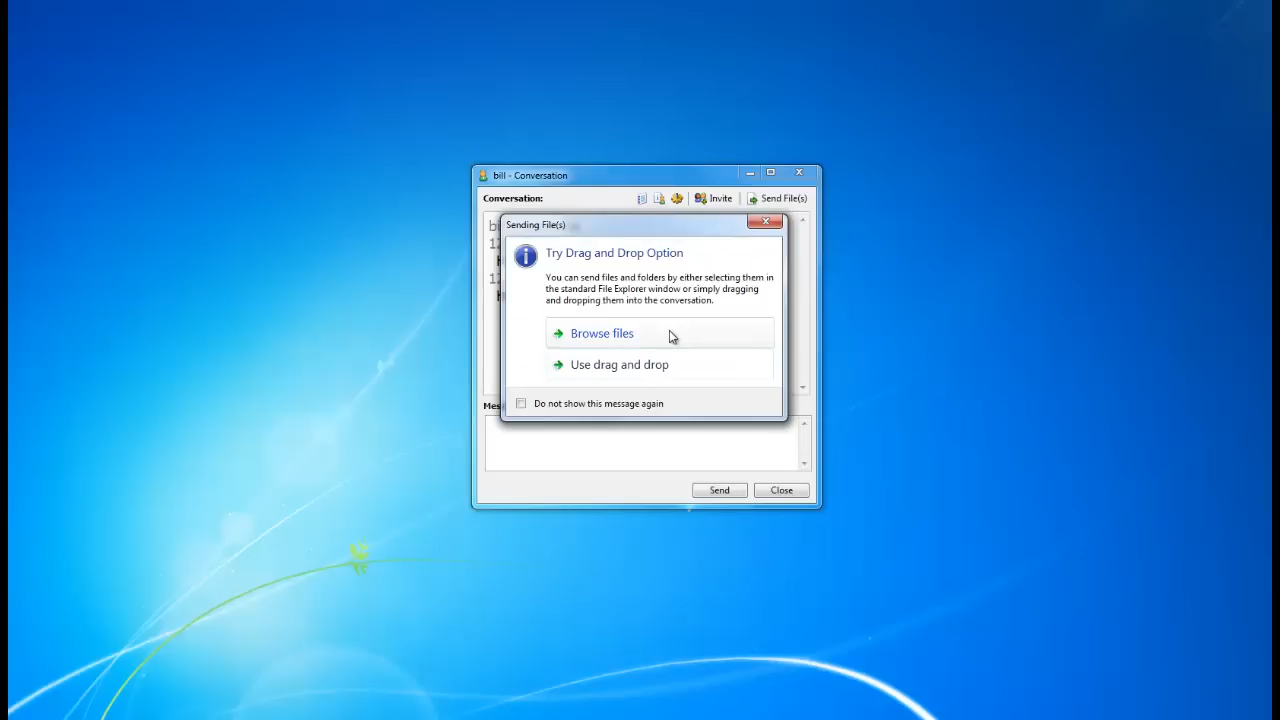 bill - Conversation
Conversation:
Invite
Send File(s)
Sending File(s)
Try Drag and Drop Option
You can send files and folders by either selecting them in
the standard File Explorer window or simply dragging
and dropping them into the conversation.
Browse files
Use drag and drop
Do not show this message again
Send
Close